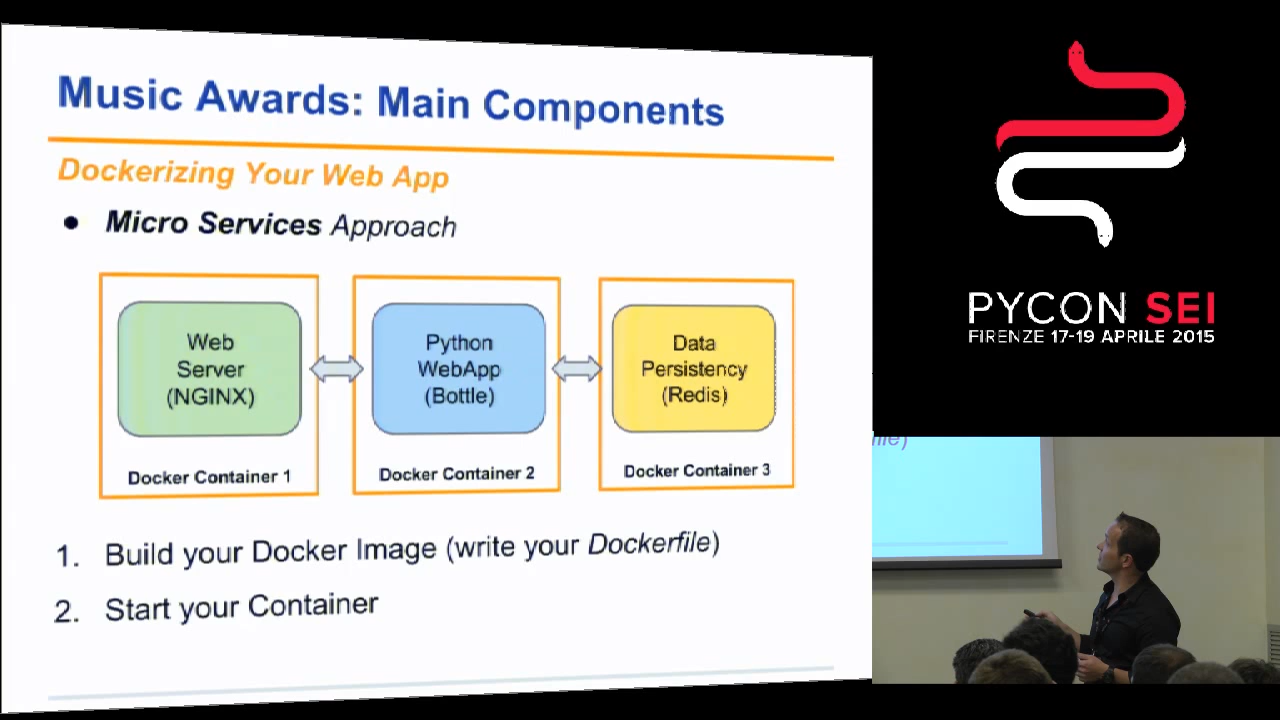 Music Awards: Main Components
Dockerizing Your Web App
● Micro Services Approach
Web
Server
(NGINX)
Docker Container 1
Python
WebApp
(Bottle)
Docker Container 2
Data
Persistency
(Redis)
Docker Container 3
1. Build your Docker Image (write your Dockerfile)
2. Start your Container
PYCON SEI
FIRENZE 17-19 APRILE 2015